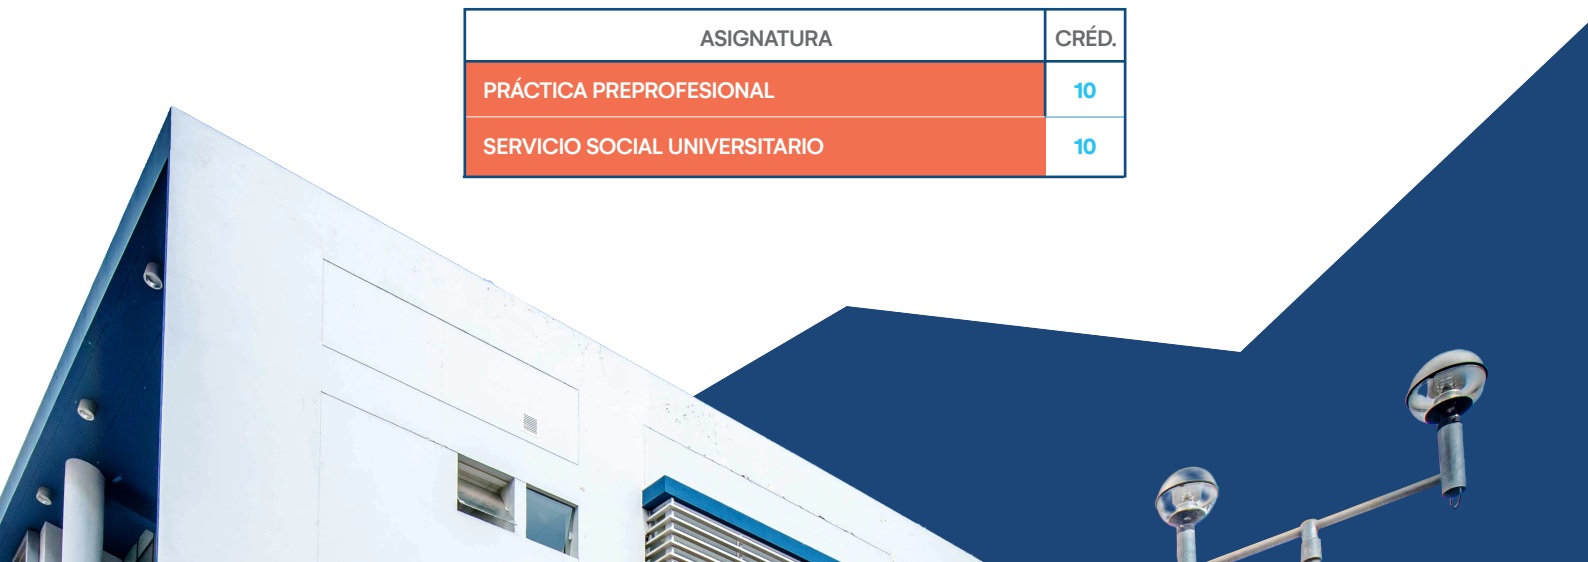 ASIGNATURA CRÉD.
PRÁCTICA PREPROFESIONAL 10
SERVICIO SOCIAL UNIVERSITARIO 10